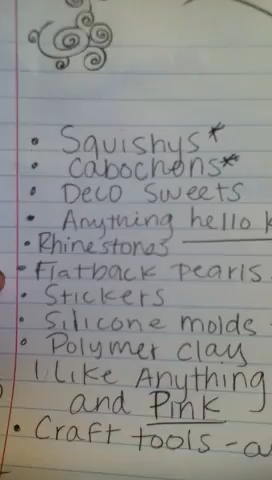 • Squishys*
• Cabochons*
• Deco Sweets
• Anything hello K
• Rhinestones
• Flatback pearls
• Stickers
• Silicone molds -
• Polymer clay
I Like Anything
and Pink
• Craft tools - a